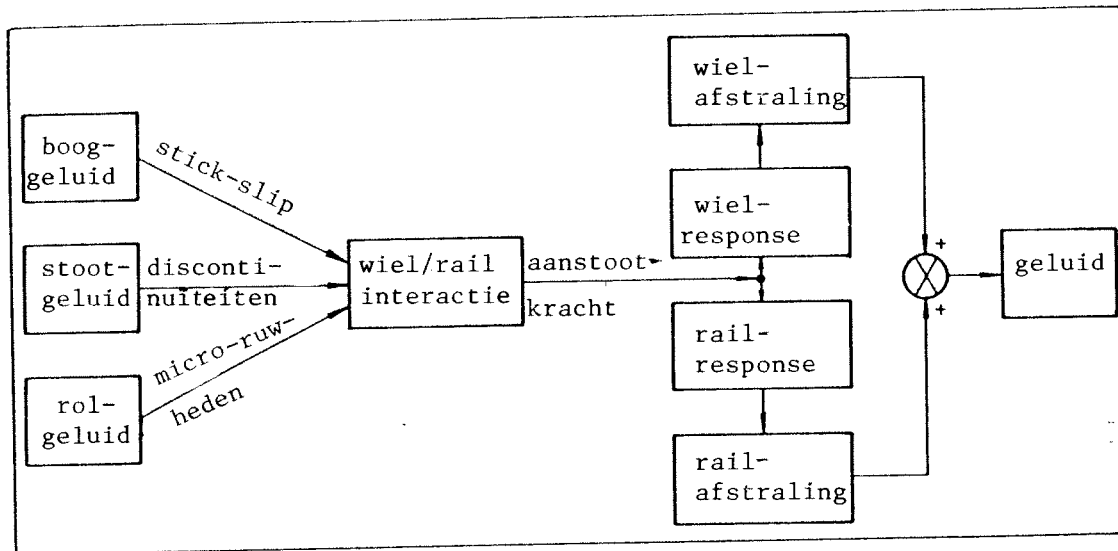 boog-
geluid
stick-slip
stoot-
geluid
disconti-
nuiteiten
rol-
geluid
micro-ruw-
heden
wiel/rail
interactie
aanstoot-
kracht
wiel-
afstraling
wiel-
response
rail-
response
rail-
afstraling
+
+
geluid